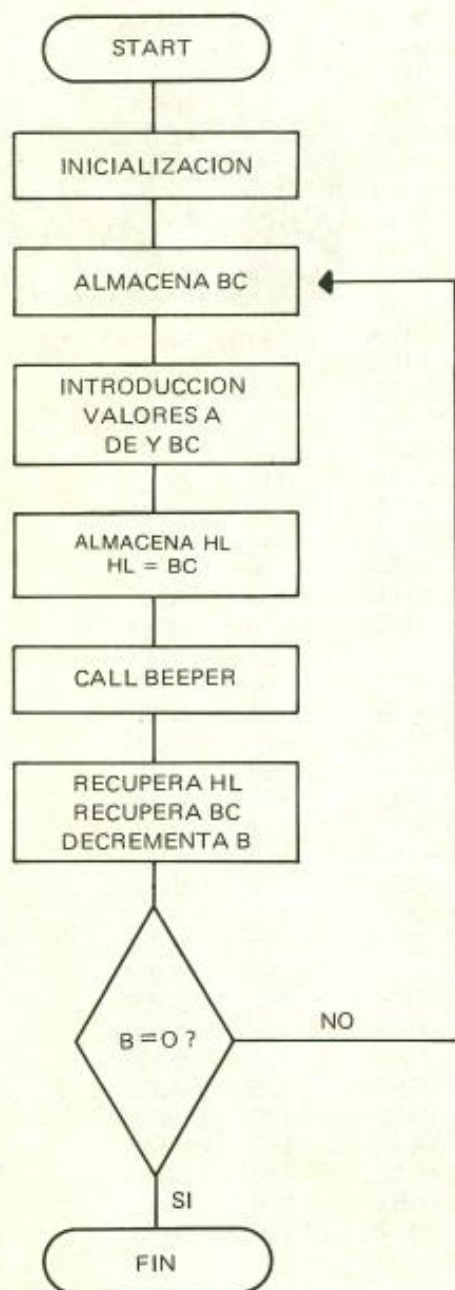 START
INICIALIZACION
ALMACENA BC
INTRODUCCION
VALORES A
DE Y BC
ALMACENA HL
HL = BC
CALL BEEPER
RECUPERA HL
RECUPERA BC
DECREMENTA B
B=O ?
NO
SI
FIN